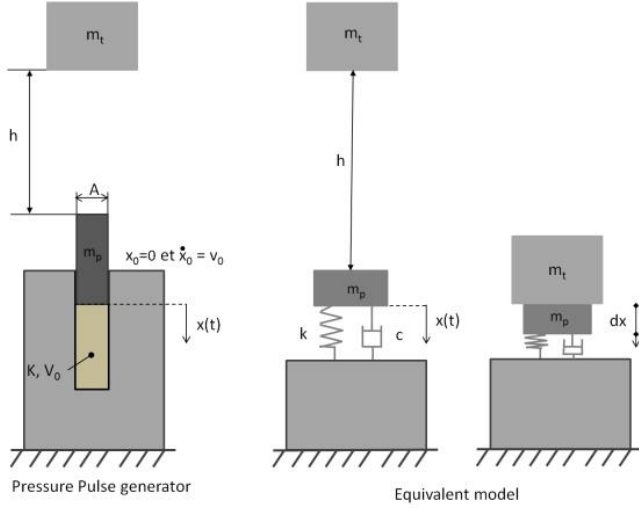 mt
mt
h
h
A
mp
x0=0 et ẋ0 = v0
x(t)
K, V0
mp
k
c
x(t)
mt
mp
dx
Pressure Pulse generator
Equivalent model